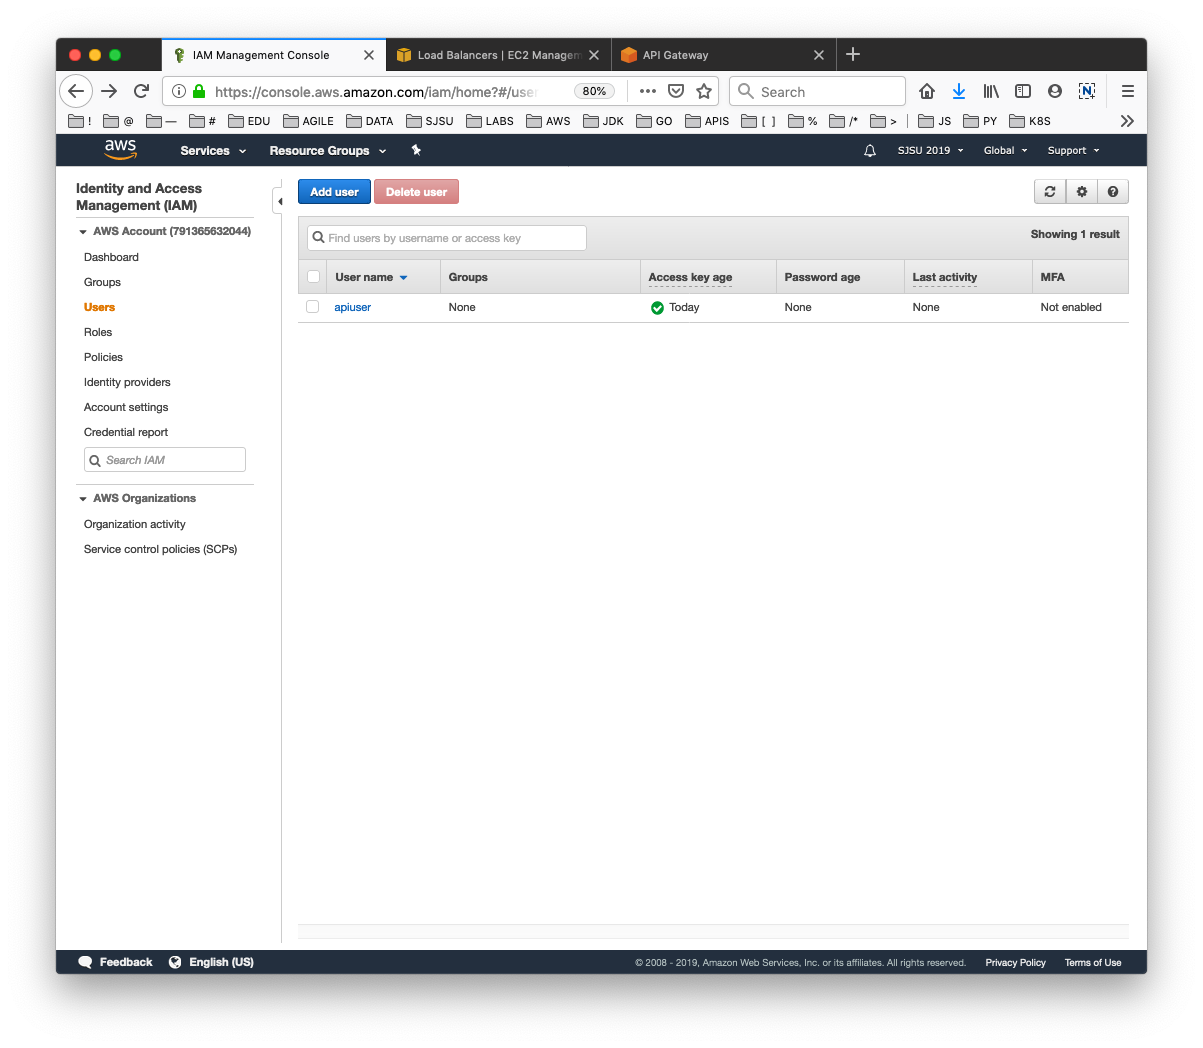 IAM Management Console
Load Balancers | EC2 Managem
API Gateway
https://console.aws.amazon.com/iam/home?#/use
80%
Search
!
@
—
#
EDU
AGILE
DATA
SJSU
LABS
AWS
JDK
GO
APIS
[ ]
%
/*
>
JS
PY
K8S
aws
Services
Resource Groups
SJSU 2019
Global
Support
Identity and Access
Management (IAM)
AWS Account (791365632044)
Dashboard
Groups
Users
Roles
Policies
Identity providers
Account settings
Credential report
Search IAM
AWS Organizations
Organization activity
Service control policies (SCPs)
Add user
Delete user
Find users by username or access key
Showing 1 result
User name
Groups
Access key age
Password age
Last activity
MFA
apiuser
None
Today
None
None
Not enabled
Feedback
English (US)
© 2008 - 2019, Amazon Web Services, Inc. or its affiliates. All rights reserved.
Privacy Policy
Terms of Use